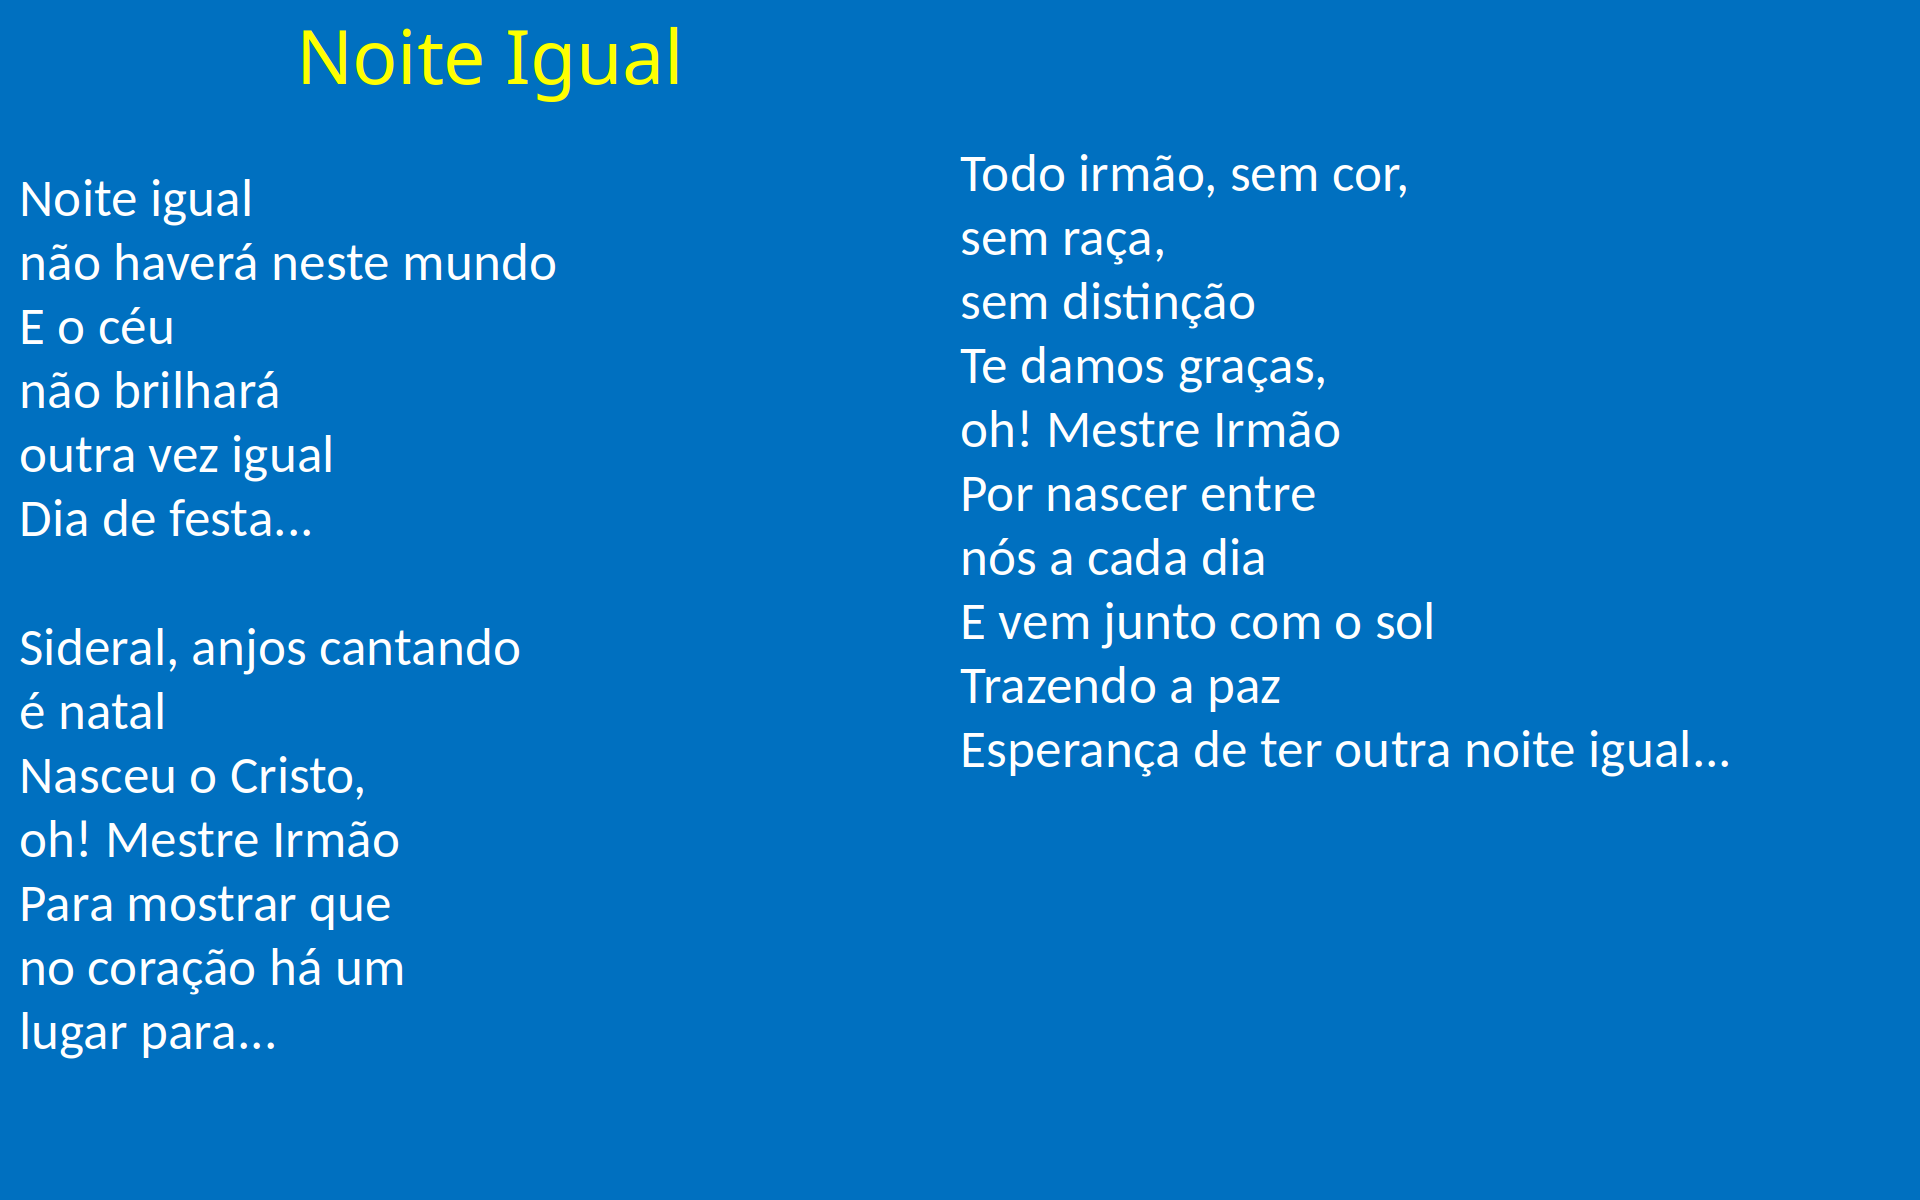 Noite Igual
Noite igual
não haverá neste mundo
E o céu
não brilhará
outra vez igual
Dia de festa...
Sideral, anjos cantando
é natal
Nasceu o Cristo,
oh! Mestre Irmão
Para mostrar que
no coração há um
lugar para...
Todo irmão, sem cor,
sem raça,
sem distinção
Te damos graças,
oh! Mestre Irmão
Por nascer entre
nós a cada dia
E vem junto com o sol
Trazendo a paz
Esperança de ter outra noite igual...